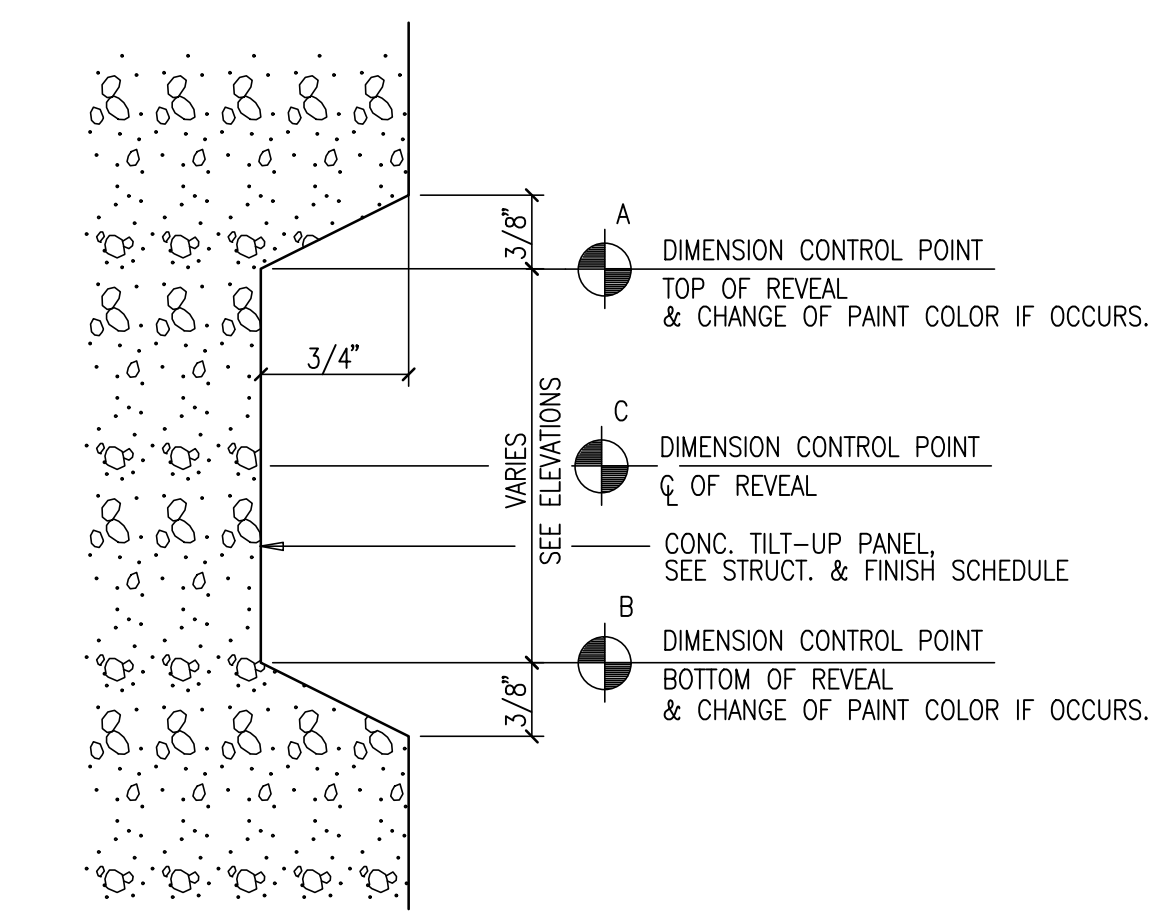 A
3/8"
DIMENSION CONTROL POINT
TOP OF REVEAL
& CHANGE OF PAINT COLOR IF OCCURS.
3/4"
C
VARIES
SEE ELEVATIONS
DIMENSION CONTROL POINT
℄ OF REVEAL
CONC. TILT-UP PANEL,
SEE STRUCT. & FINISH SCHEDULE
B
DIMENSION CONTROL POINT
3/8"
BOTTOM OF REVEAL
& CHANGE OF PAINT COLOR IF OCCURS.